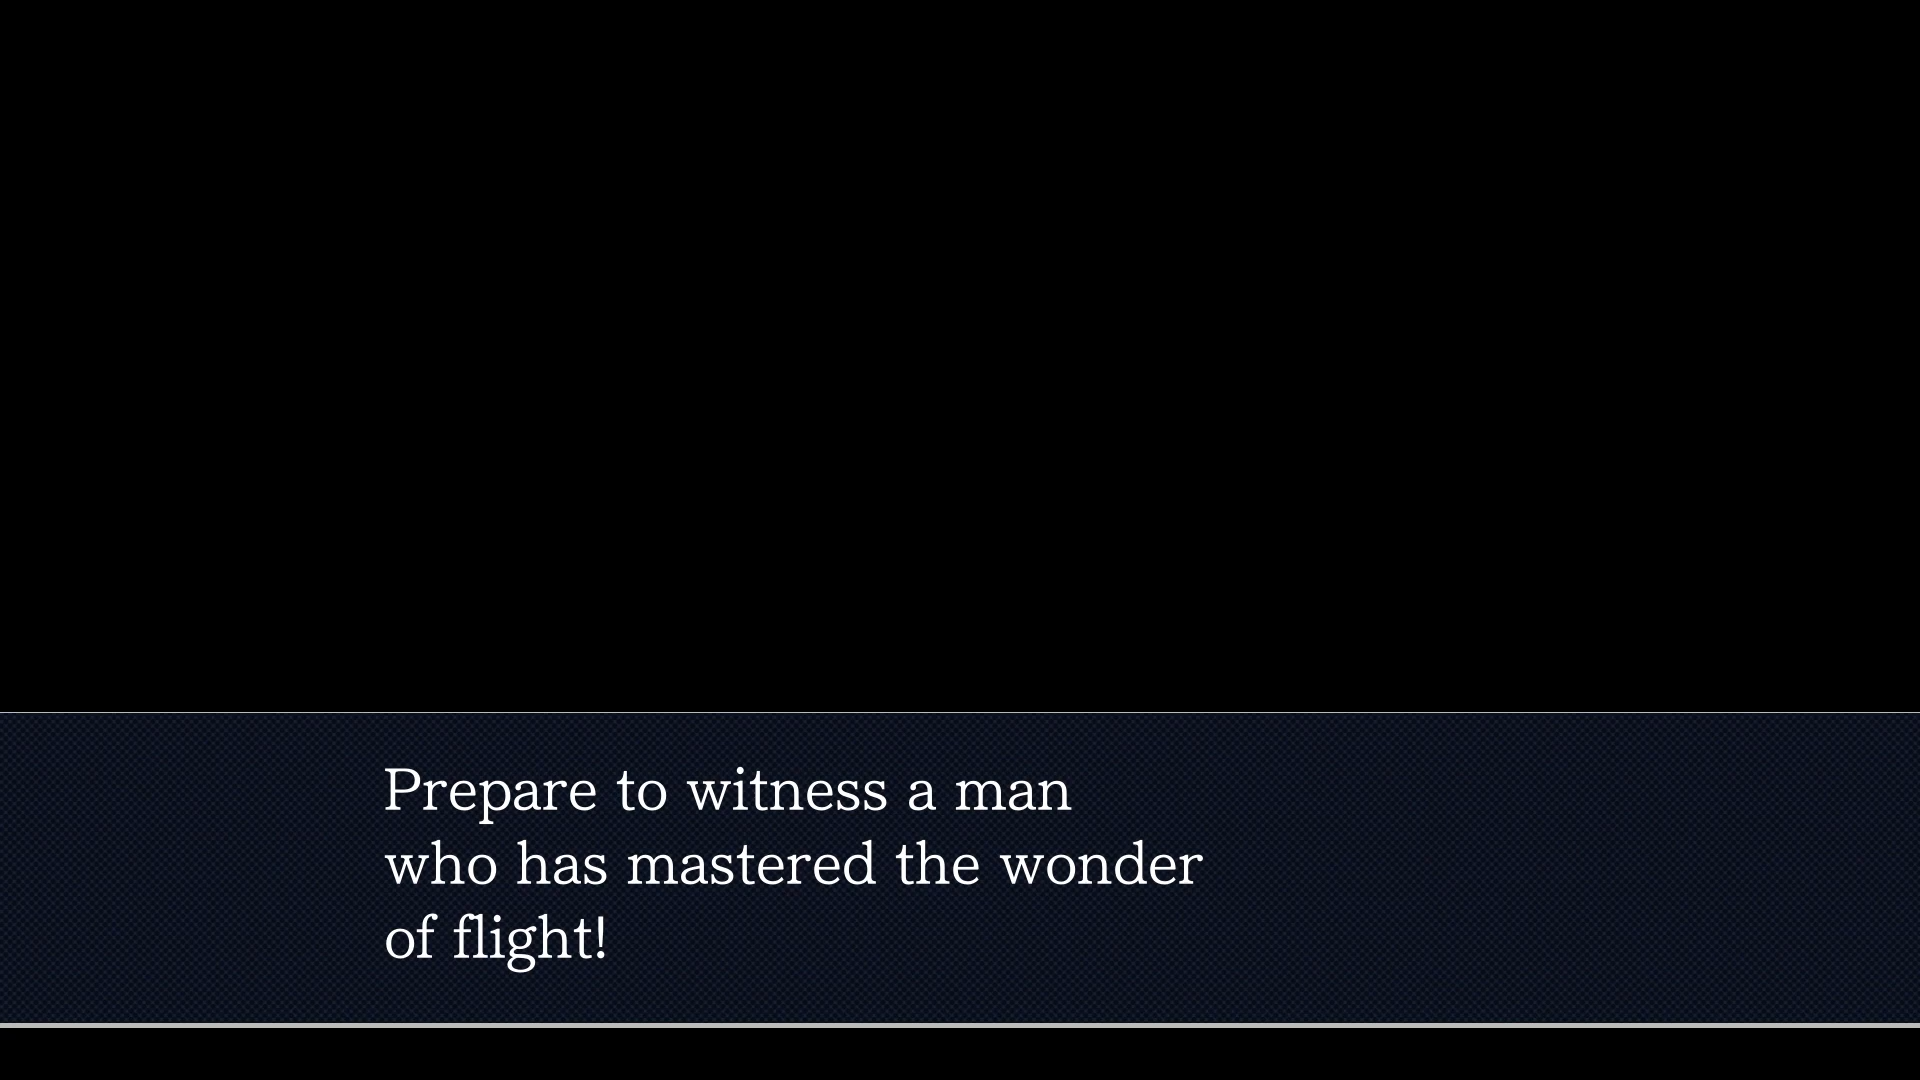 Prepare to witness a man
who has mastered the wonder
of flight!